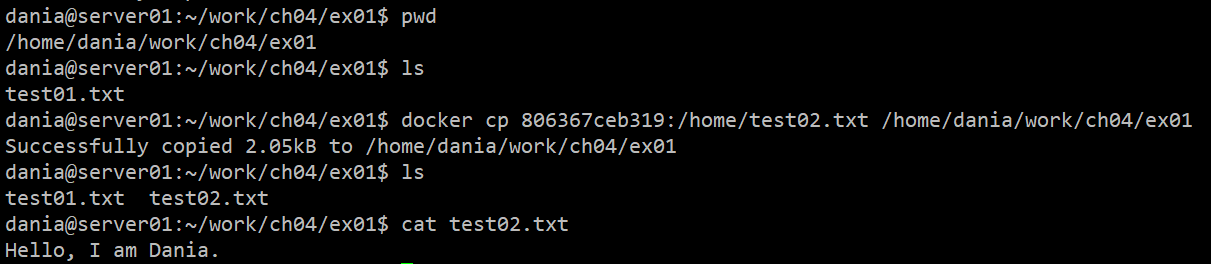 dania@server01:~/work/ch04/ex01$ pwd
/home/dania/work/ch04/ex01
dania@server01:~/work/ch04/ex01$ ls
test01.txt
dania@server01:~/work/ch04/ex01$ docker cp 806367ceb319:/home/test02.txt /home/dania/work/ch04/ex01
Successfully copied 2.05kB to /home/dania/work/ch04/ex01
dania@server01:~/work/ch04/ex01$ ls
test01.txt  test02.txt
dania@server01:~/work/ch04/ex01$ cat test02.txt
Hello, I am Dania.